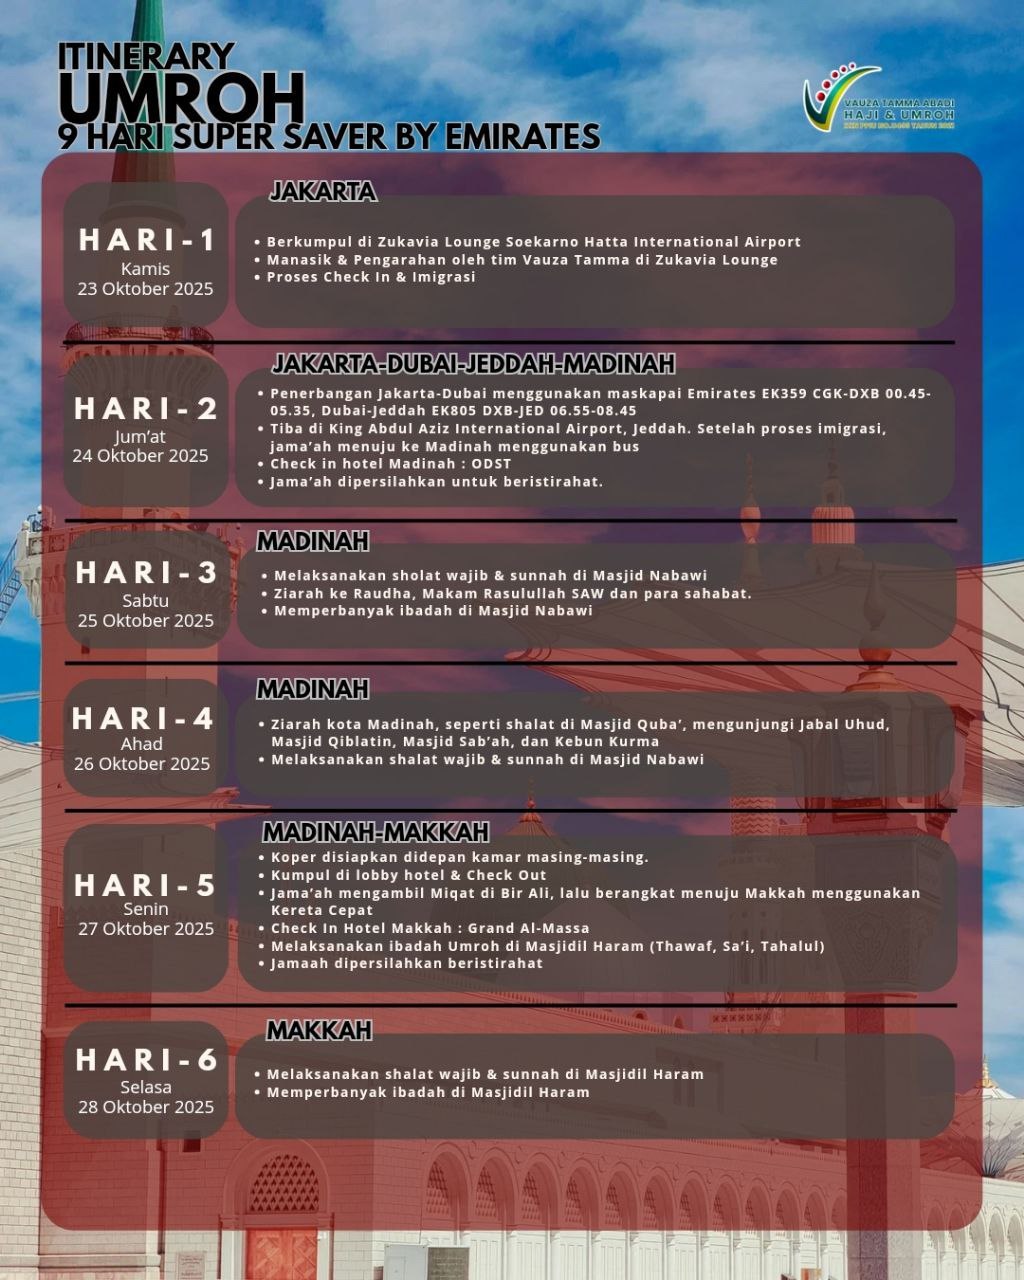 ITINERARY
UMROH
9 HARI SUPER SAVER BY EMIRATES
VAUZA TAMMA ABADI
HAJI & UMROH
JAKARTA
HARI-1
Kamis
23 Oktober 2025
• Berkumpul di Zukavia Lounge Soekarno Hatta International Airport
• Manasik & Pengarahan oleh tim Vauza Tamma di Zukavia Lounge
• Proses Check In & Imigrasi
JAKARTA-DUBAI-JEDDAH-MADINAH
HARI-2
Jum’at
24 Oktober 2025
• Penerbangan Jakarta-Dubai menggunakan maskapai Emirates EK359 CGK-DXB 00.45-
05.35, Dubai-Jeddah EK805 DXB-JED 06.55-08.45
• Tiba di King Abdul Aziz International Airport, Jeddah. Setelah proses imigrasi,
jama’ah menuju ke Madinah menggunakan bus
• Check in hotel Madinah : ODST
• Jama’ah dipersilahkan untuk beristirahat.
MADINAH
HARI-3
Sabtu
25 Oktober 2025
• Melaksanakan sholat wajib & sunnah di Masjid Nabawi
• Ziarah ke Raudha, Makam Rasulullah SAW dan para sahabat.
• Memperbanyak ibadah di Masjid Nabawi
MADINAH
HARI-4
Ahad
26 Oktober 2025
• Ziarah kota Madinah, seperti shalat di Masjid Quba’, mengunjungi Jabal Uhud,
Masjid Qiblatin, Masjid Sab’ah, dan Kebun Kurma
• Melaksanakan shalat wajib & sunnah di Masjid Nabawi
MADINAH-MAKKAH
HARI-5
Senin
27 Oktober 2025
• Koper disiapkan didepan kamar masing-masing.
• Kumpul di lobby hotel & Check Out
• Jama’ah mengambil Miqat di Bir Ali, lalu berangkat menuju Makkah menggunakan
Kereta Cepat
• Check In Hotel Makkah : Grand Al-Massa
• Melaksanakan ibadah Umroh di Masjidil Haram (Thawaf, Sa’i, Tahalul)
• Jamaah dipersilahkan beristirahat
MAKKAH
HARI-6
Selasa
28 Oktober 2025
• Melaksanakan shalat wajib & sunnah di Masjidil Haram
• Memperbanyak ibadah di Masjidil Haram